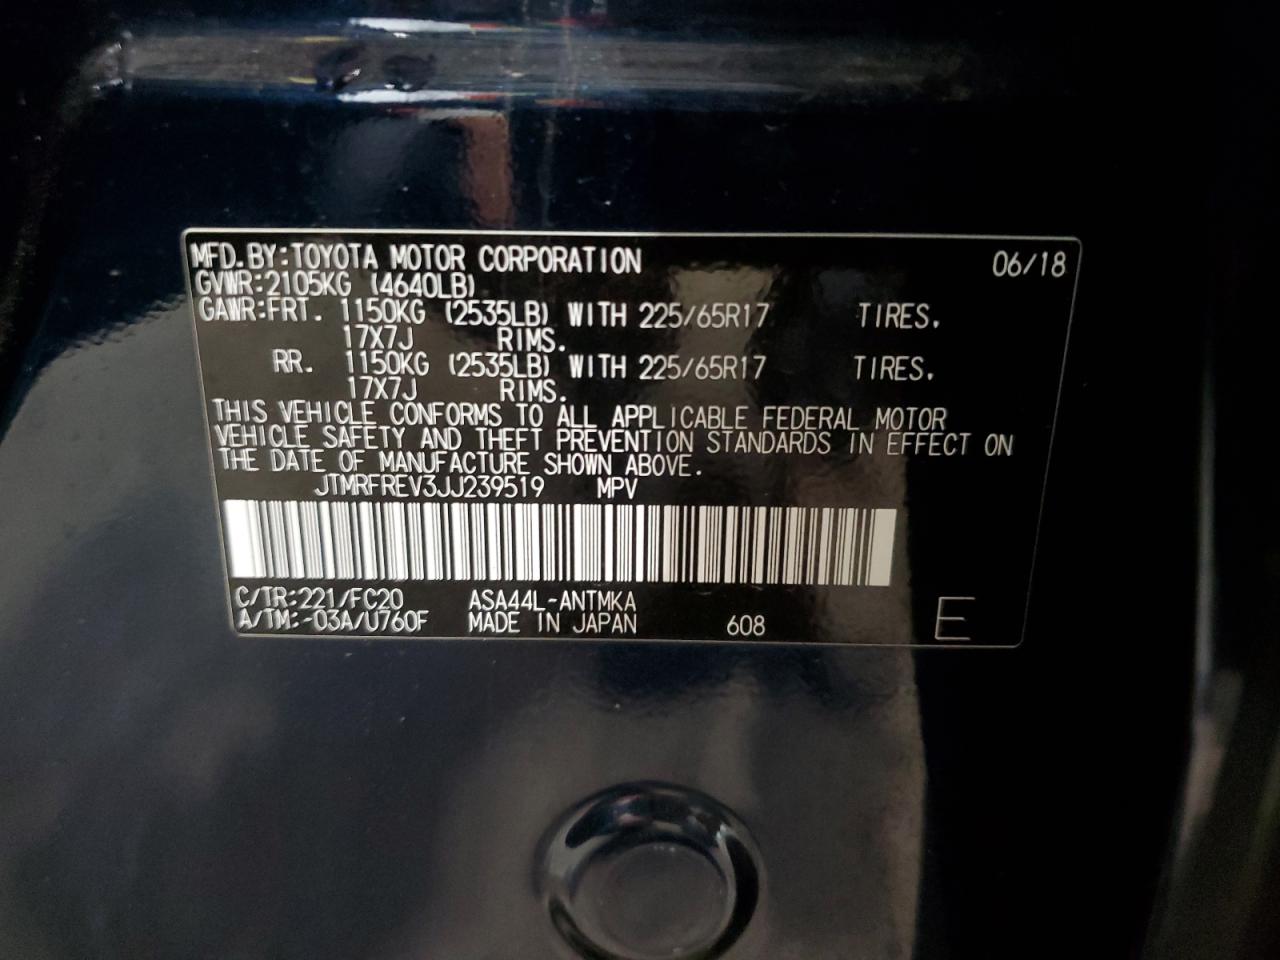 MFD. BY: TOYOTA MOTOR CORPORATION 06/18
GVWR: 2105KG (4640LB)
GAWR: FRT. 1150KG (2535LB) WITH 225/65R17 TIRES.
17X7J RIMS.
RR. 1150KG (2535LB) WITH 225/65R17 TIRES.
17X7J RIMS.
THIS VEHICLE CONFORMS TO ALL APPLICABLE FEDERAL MOTOR
VEHICLE SAFETY AND THEFT PREVENTION STANDARDS IN EFFECT ON
THE DATE OF MANUFACTURE SHOWN ABOVE.
JTMRFREV3JJ239519 MPV
C/TR: 221/FC20 ASA44L-ANTMKA
A/TM: -03A/U760F MADE IN JAPAN 608 E